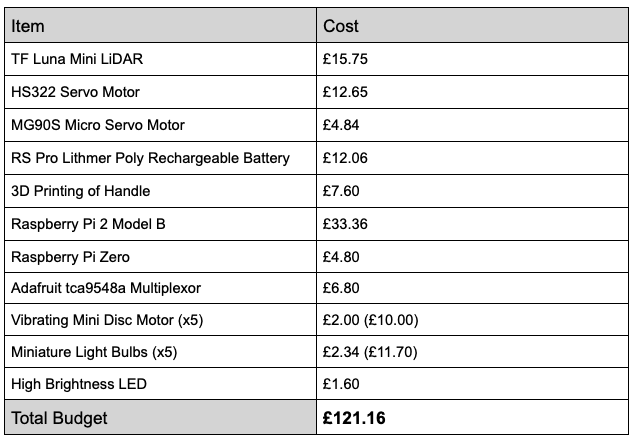 Item Cost
TF Luna Mini LiDAR £15.75
HS322 Servo Motor £12.65
MG90S Micro Servo Motor £4.84
RS Pro Lithmer Poly Rechargeable Battery £12.06
3D Printing of Handle £7.60
Raspberry Pi 2 Model B £33.36
Raspberry Pi Zero £4.80
Adafruit tca9548a Multiplexor £6.80
Vibrating Mini Disc Motor (x5) £2.00 (£10.00)
Miniature Light Bulbs (x5) £2.34 (£11.70)
High Brightness LED £1.60
Total Budget £121.16